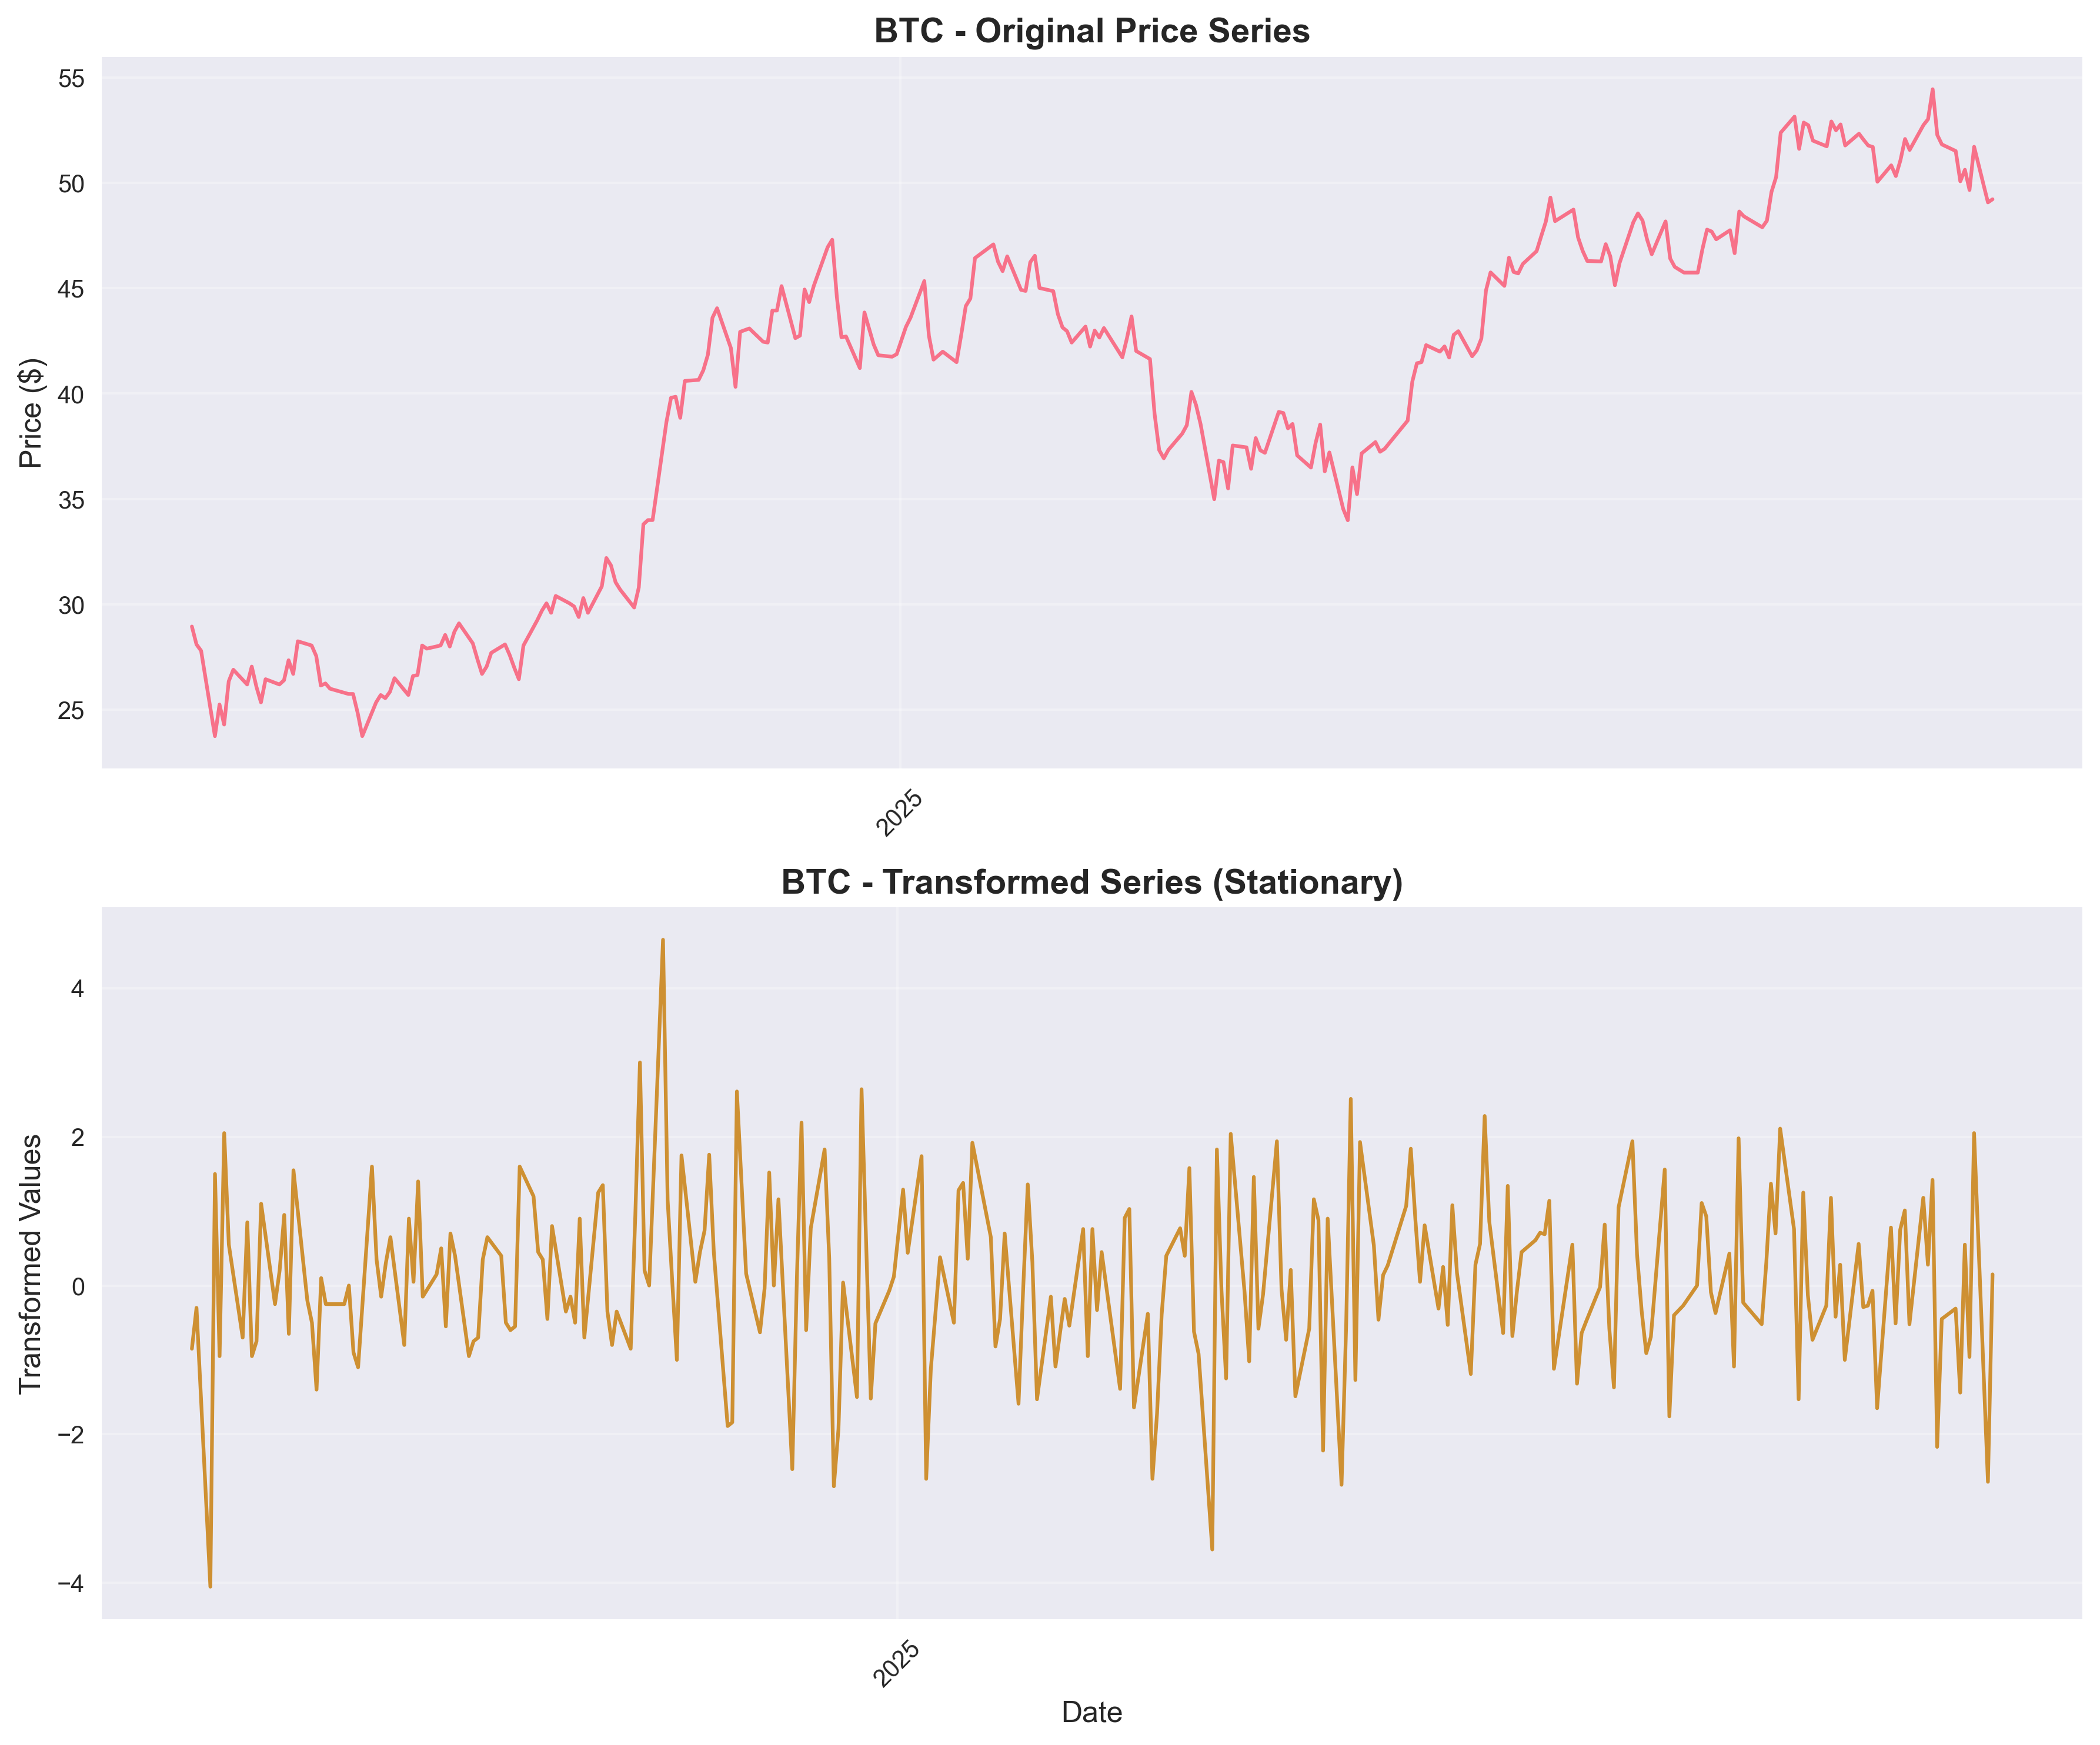 BTC - Original Price Series
55
50
45
40
35
30
25
Price ($)
2025
BTC - Transformed Series (Stationary)
4
2
0
−2
−4
Transformed Values
2025
Date